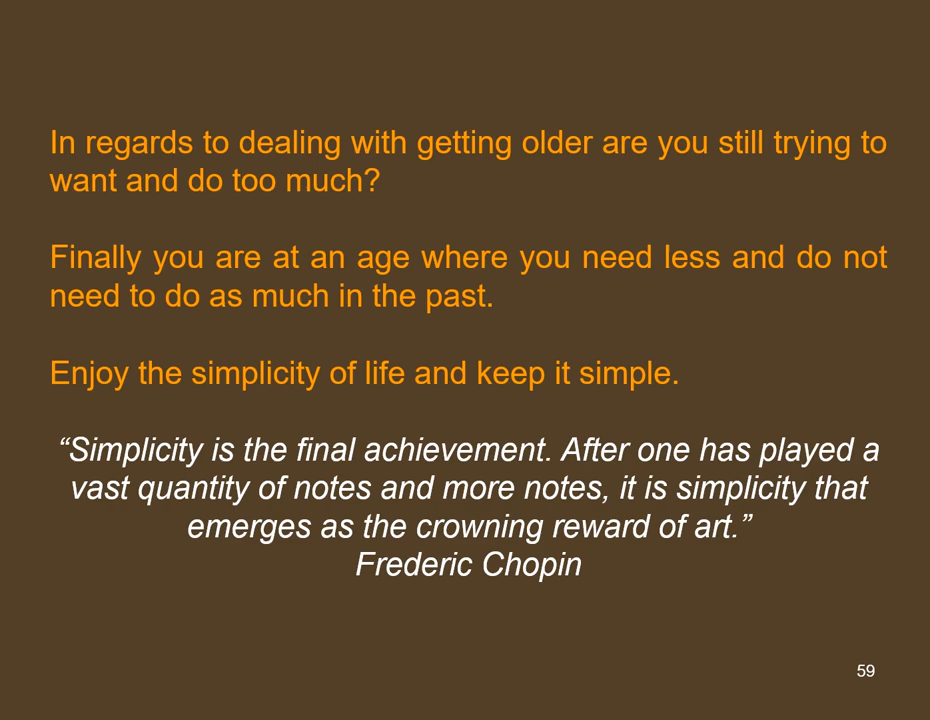 In regards to dealing with getting older are you still trying to
want and do too much?
Finally you are at an age where you need less and do not
need to do as much in the past.
Enjoy the simplicity of life and keep it simple.
“Simplicity is the final achievement. After one has played a
vast quantity of notes and more notes, it is simplicity that
emerges as the crowning reward of art.”
Frederic Chopin
59